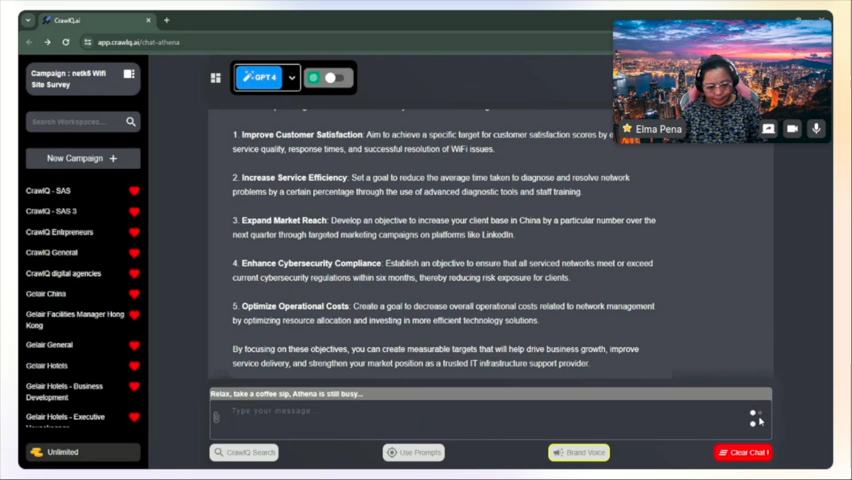 CrawlQ.ai
app.crawlq.ai/chat-athena
Campaign : netk5 Wifi
Site Survey
Search Workspaces...
New Campaign +
CrawlQ - SAS
CrawlQ - SAS 3
CrawlQ Entrpreneurs
CrawlQ General
CrawlQ digital agencies
Gelair China
Gelair Facilities Manager Hong
Kong
Gelair General
Gelair Hotels
Gelair Hotels - Business
Development
Gelair Hotels - Executive
Unlimited
GPT4
1. Improve Customer Satisfaction: Aim to achieve a specific target for customer satisfaction scores by e
service quality, response times, and successful resolution of WiFi issues.
2. Increase Service Efficiency: Set a goal to reduce the average time taken to diagnose and resolve network
problems by a certain percentage through the use of advanced diagnostic tools and staff training.
3. Expand Market Reach: Develop an objective to increase your client base in China by a particular number over the
next quarter through targeted marketing campaigns on platforms like LinkedIn.
4. Enhance Cybersecurity Compliance: Establish an objective to ensure that all serviced networks meet or exceed
current cybersecurity regulations within six months, thereby reducing risk exposure for clients.
5. Optimize Operational Costs: Create a goal to decrease overall operational costs related to network management
by optimizing resource allocation and investing in more efficient technology solutions.
By focusing on these objectives, you can create measurable targets that will help drive business growth, improve
service delivery, and strengthen your market position as a trusted IT infrastructure support provider.
Relax, take a coffee sip, Athena is still busy...
Type your message...
CrawlQ Search
Use Prompts
Brand Voice
Clear Chat !
Elma Pena